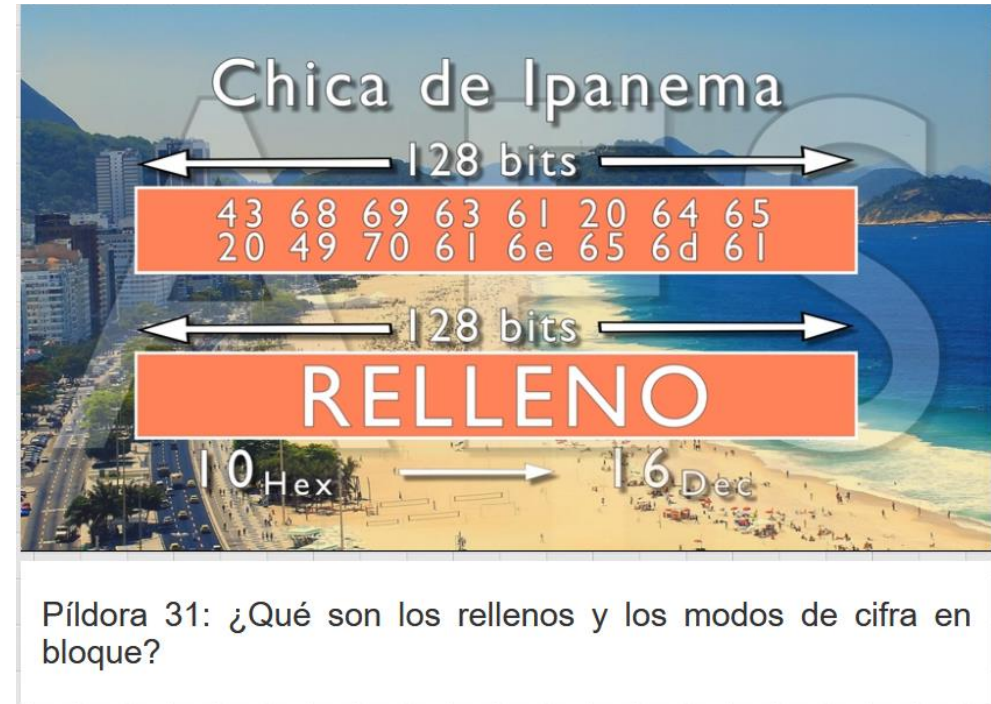 Chica de Ipanema
128 bits
43 68 69 63 61 20 64 65
20 49 70 61 6e 65 6d 61
128 bits
RELLENO
10Hex 16Dec
AES
Píldora 31: ¿Qué son los rellenos y los modos de cifra en
bloque?